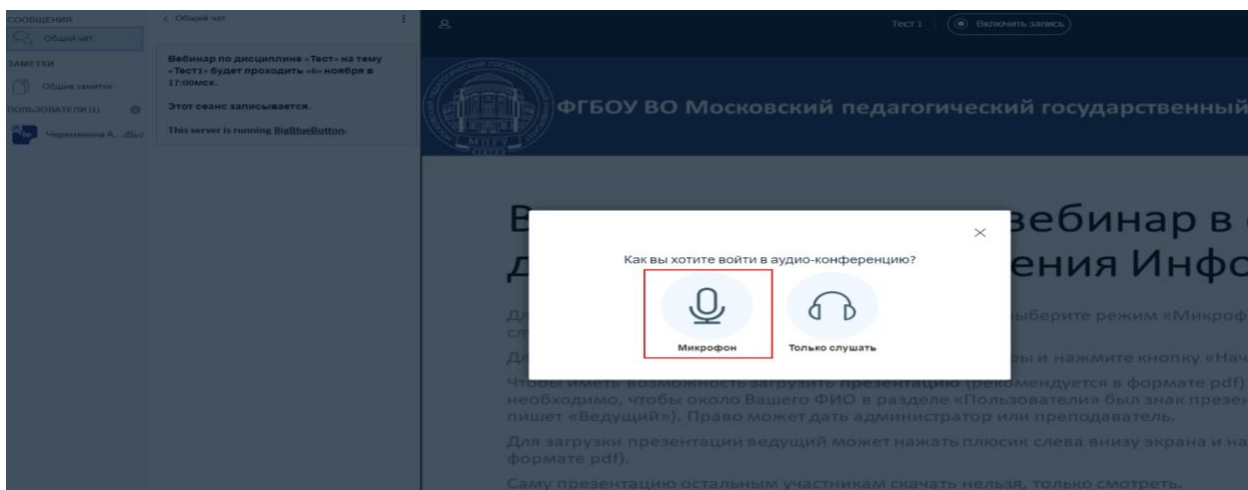 СООБЩЕНИЯ
Общий чат
ЗАМЕТКИ
Общие заметки
ПОЛЬЗОВАТЕЛИ (1)
Черемнина А... (Вы)
Общий чат
Вебинар по дисциплине «Тест» на тему
«Тест1» будет проходить «6» ноября в
17:00мск.
Этот сеанс записывается.
This server is running BigBlueButton.
Тест 1
Включить запись
МПГУ
ФГБОУ ВО Московский педагогический государственный
В
вебинар в
ения Инфо
Как вы хотите войти в аудио-конференцию?
Микрофон
Только слушать
выберите режим «Микроф
ы и нажмите кнопку «Нач
Чтобы иметь возможность загрузить презентацию (рекомендуется в формате pdf)
необходимо, чтобы около Вашего ФИО в разделе «Пользователи» был знак презен
пишет «Ведущий»). Право может дать администратор или преподаватель.
Для загрузки презентации ведущий может нажать плюсик слева внизу экрана и на
формате pdf).
Саму презентацию остальным участникам скачать нельзя, только смотреть.